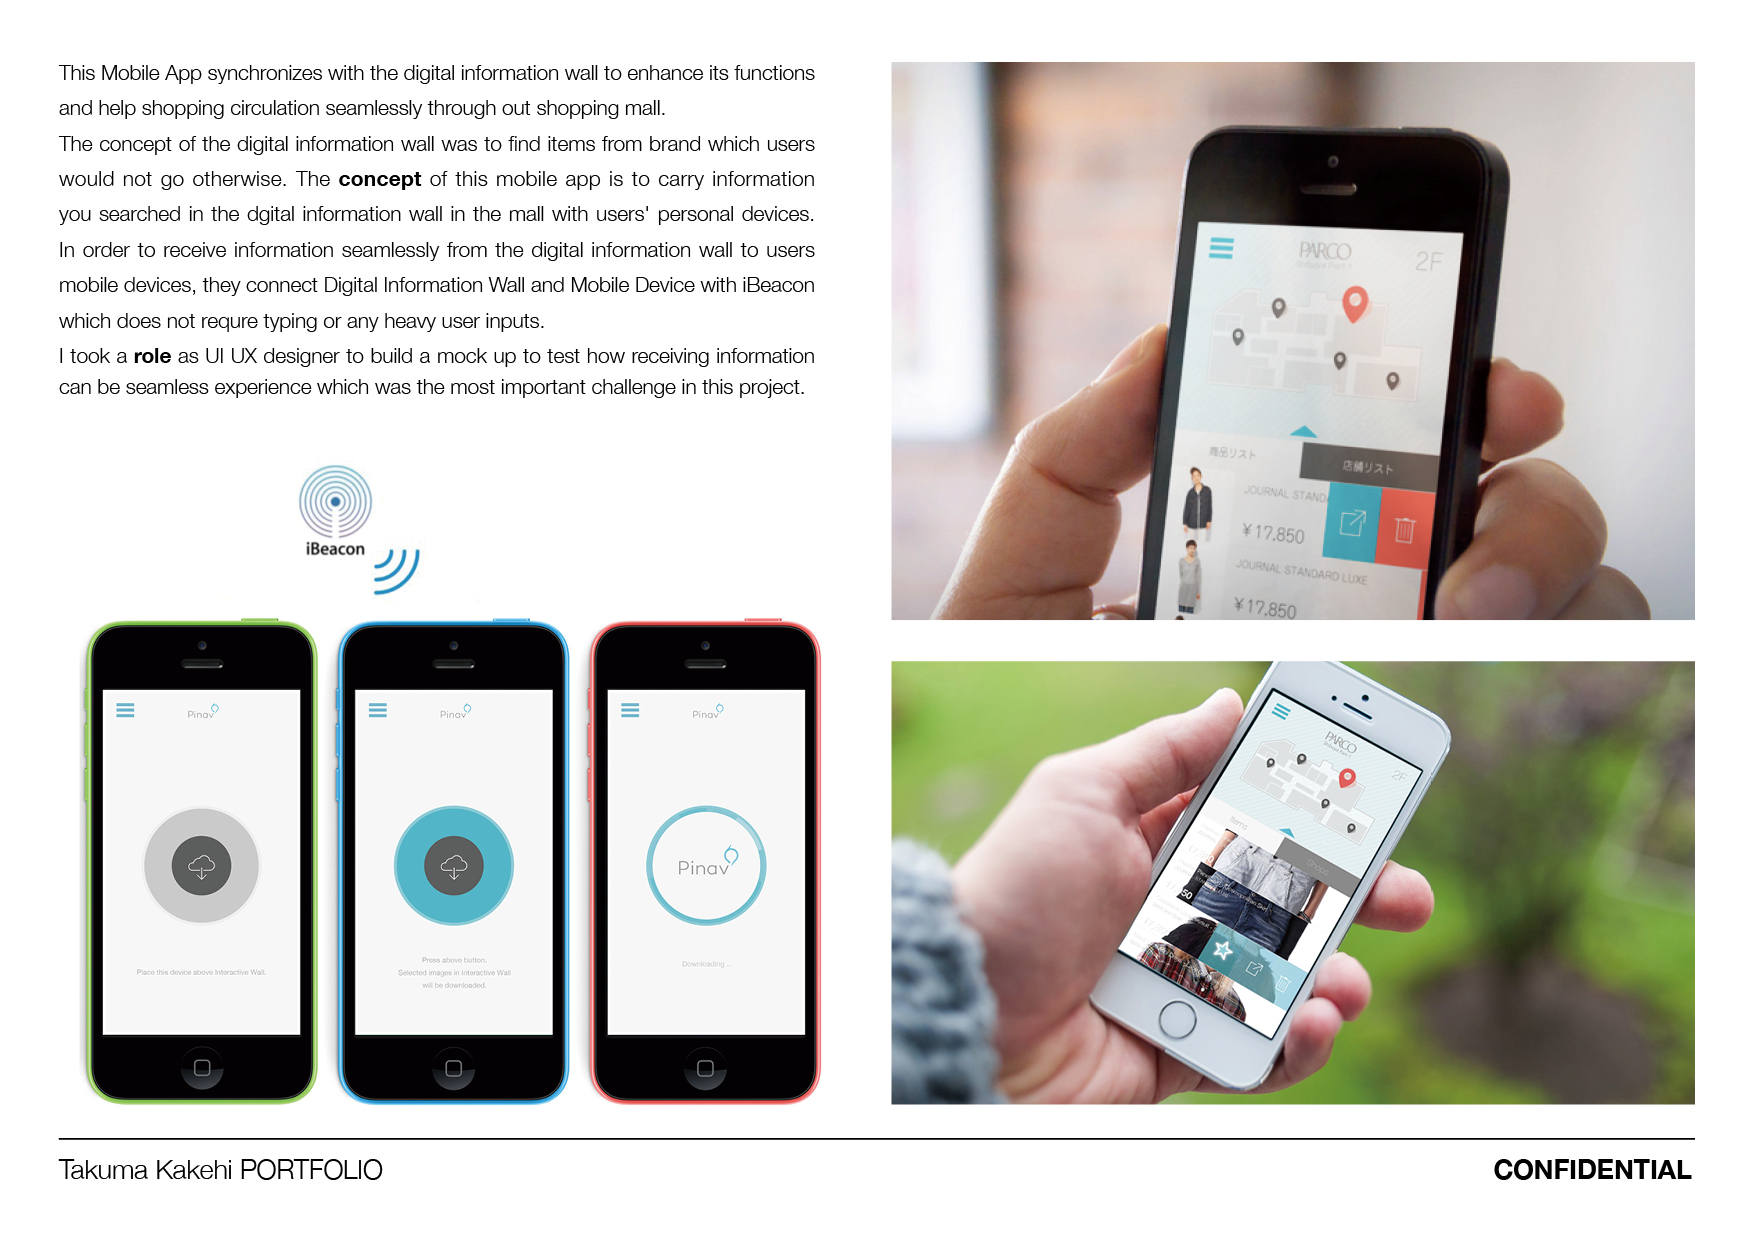 This Mobile App synchronizes with the digital information wall to enhance its functions
and help shopping circulation seamlessly through out shopping mall.
The concept of the digital information wall was to find items from brand which users
would not go otherwise. The concept of this mobile app is to carry information
you searched in the dgital information wall in the mall with users' personal devices.
In order to receive information seamlessly from the digital information wall to users
mobile devices, they connect Digital Information Wall and Mobile Device with iBeacon
which does not requre typing or any heavy user inputs.
I took a role as UI UX designer to build a mock up to test how receiving information
can be seamless experience which was the most important challenge in this project.
iBeacon
Pinav
Place this device above Interactive Wall.
Pinav
Press above button.
Selected images in Interactive Wall
will be downloaded.
Pinav
Pinav
Downloading ...
PARCO
Shibuya Part 1
2F
商品リスト
店舗リスト
JOURNAL STAND
¥17.850
JOURNAL STANDARD LUXE
¥17.850
PARCO
Shibuya Part 1
2F
Items
Shops
Takuma Kakehi PORTFOLIO
CONFIDENTIAL